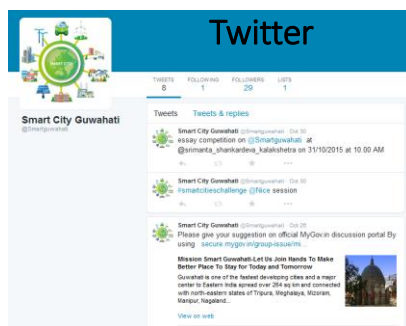 Twitter
SMART CITY
TWEETS FOLLOWING FOLLOWERS LISTS
8 1 29 1
Smart City Guwahati
@Smartguwahati
Tweets Tweets & replies
Smart City Guwahati @Smartguwahati · Oct 30
essay competition on @Smartguwahati at
@srimanta_shankardeva_kalakshetra on 31/10/2015 at 10.00 AM
Smart City Guwahati @Smartguwahati · Oct 30
#smartcitieschallenge @Nice session
Smart City Guwahati @Smartguwahati · Oct 28
Please give your suggestion on official MyGov.in discussion portal By
using secure.mygov.in/group-issue/mi...
Mission Smart Guwahati-Let Us Join Hands To Make
Better Place To Stay for Today and Tomorrow
Guwahati is one of the fastest developing cities and a major
center to Eastern India spread over 264 sq km and connected
with north-eastern states of Tripura, Meghalaya, Mizoram,
Manipur, Nagaland...
View on web